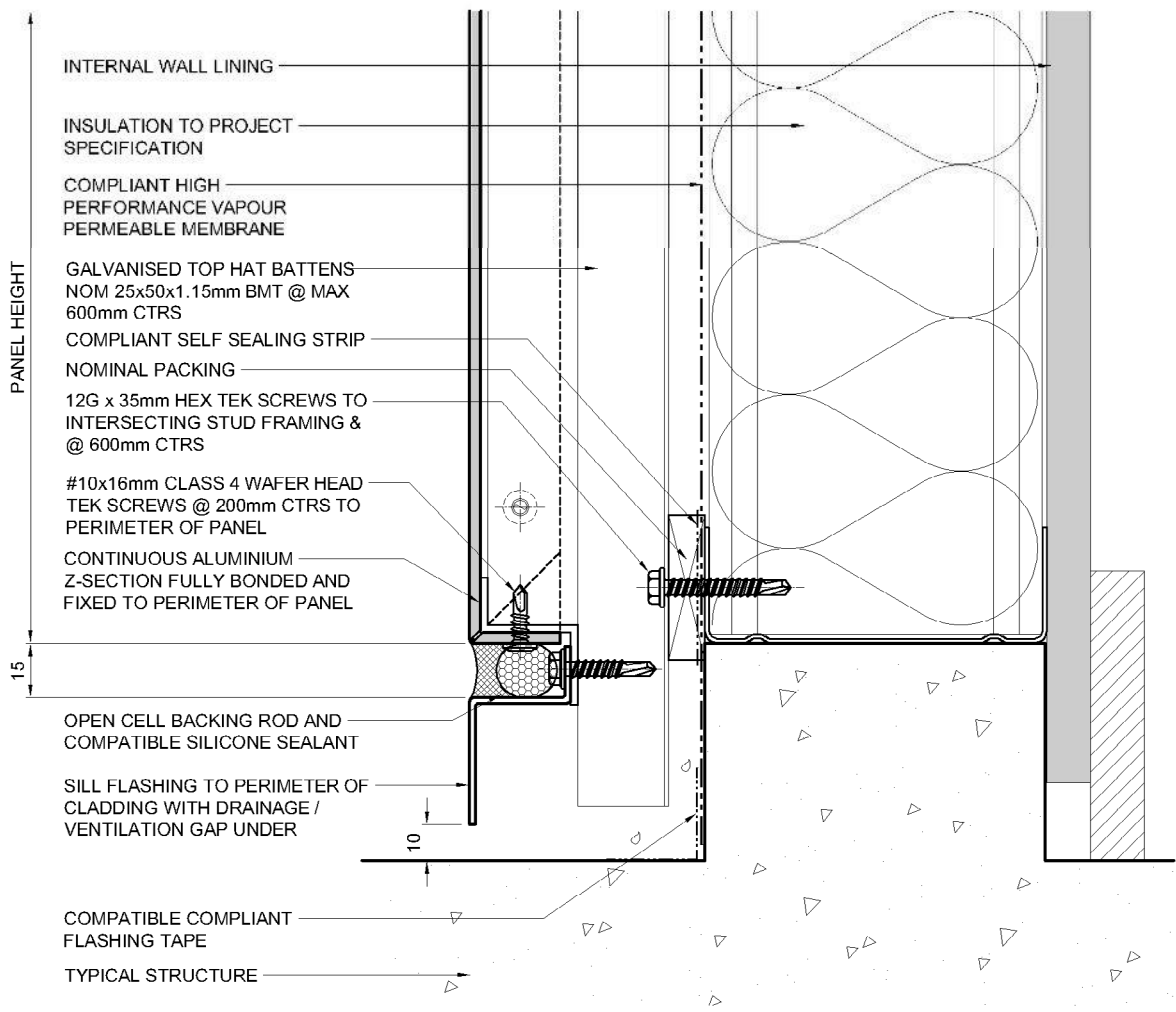 INTERNAL WALL LINING
INSULATION TO PROJECT
SPECIFICATION
COMPLIANT HIGH
PERFORMANCE VAPOUR
PERMEABLE MEMBRANE
GALVANISED TOP HAT BATTENS
NOM 25x50x1.15mm BMT @ MAX
600mm CTRS
COMPLIANT SELF SEALING STRIP
NOMINAL PACKING
12G x 35mm HEX TEK SCREWS TO
INTERSECTING STUD FRAMING &
@ 600mm CTRS
#10x16mm CLASS 4 WAFER HEAD
TEK SCREWS @ 200mm CTRS TO
PERIMETER OF PANEL
CONTINUOUS ALUMINIUM
Z-SECTION FULLY BONDED AND
FIXED TO PERIMETER OF PANEL
OPEN CELL BACKING ROD AND
COMPATIBLE SILICONE SEALANT
SILL FLASHING TO PERIMETER OF
CLADDING WITH DRAINAGE /
VENTILATION GAP UNDER
COMPATIBLE COMPLIANT
FLASHING TAPE
TYPICAL STRUCTURE
PANEL HEIGHT
15
10